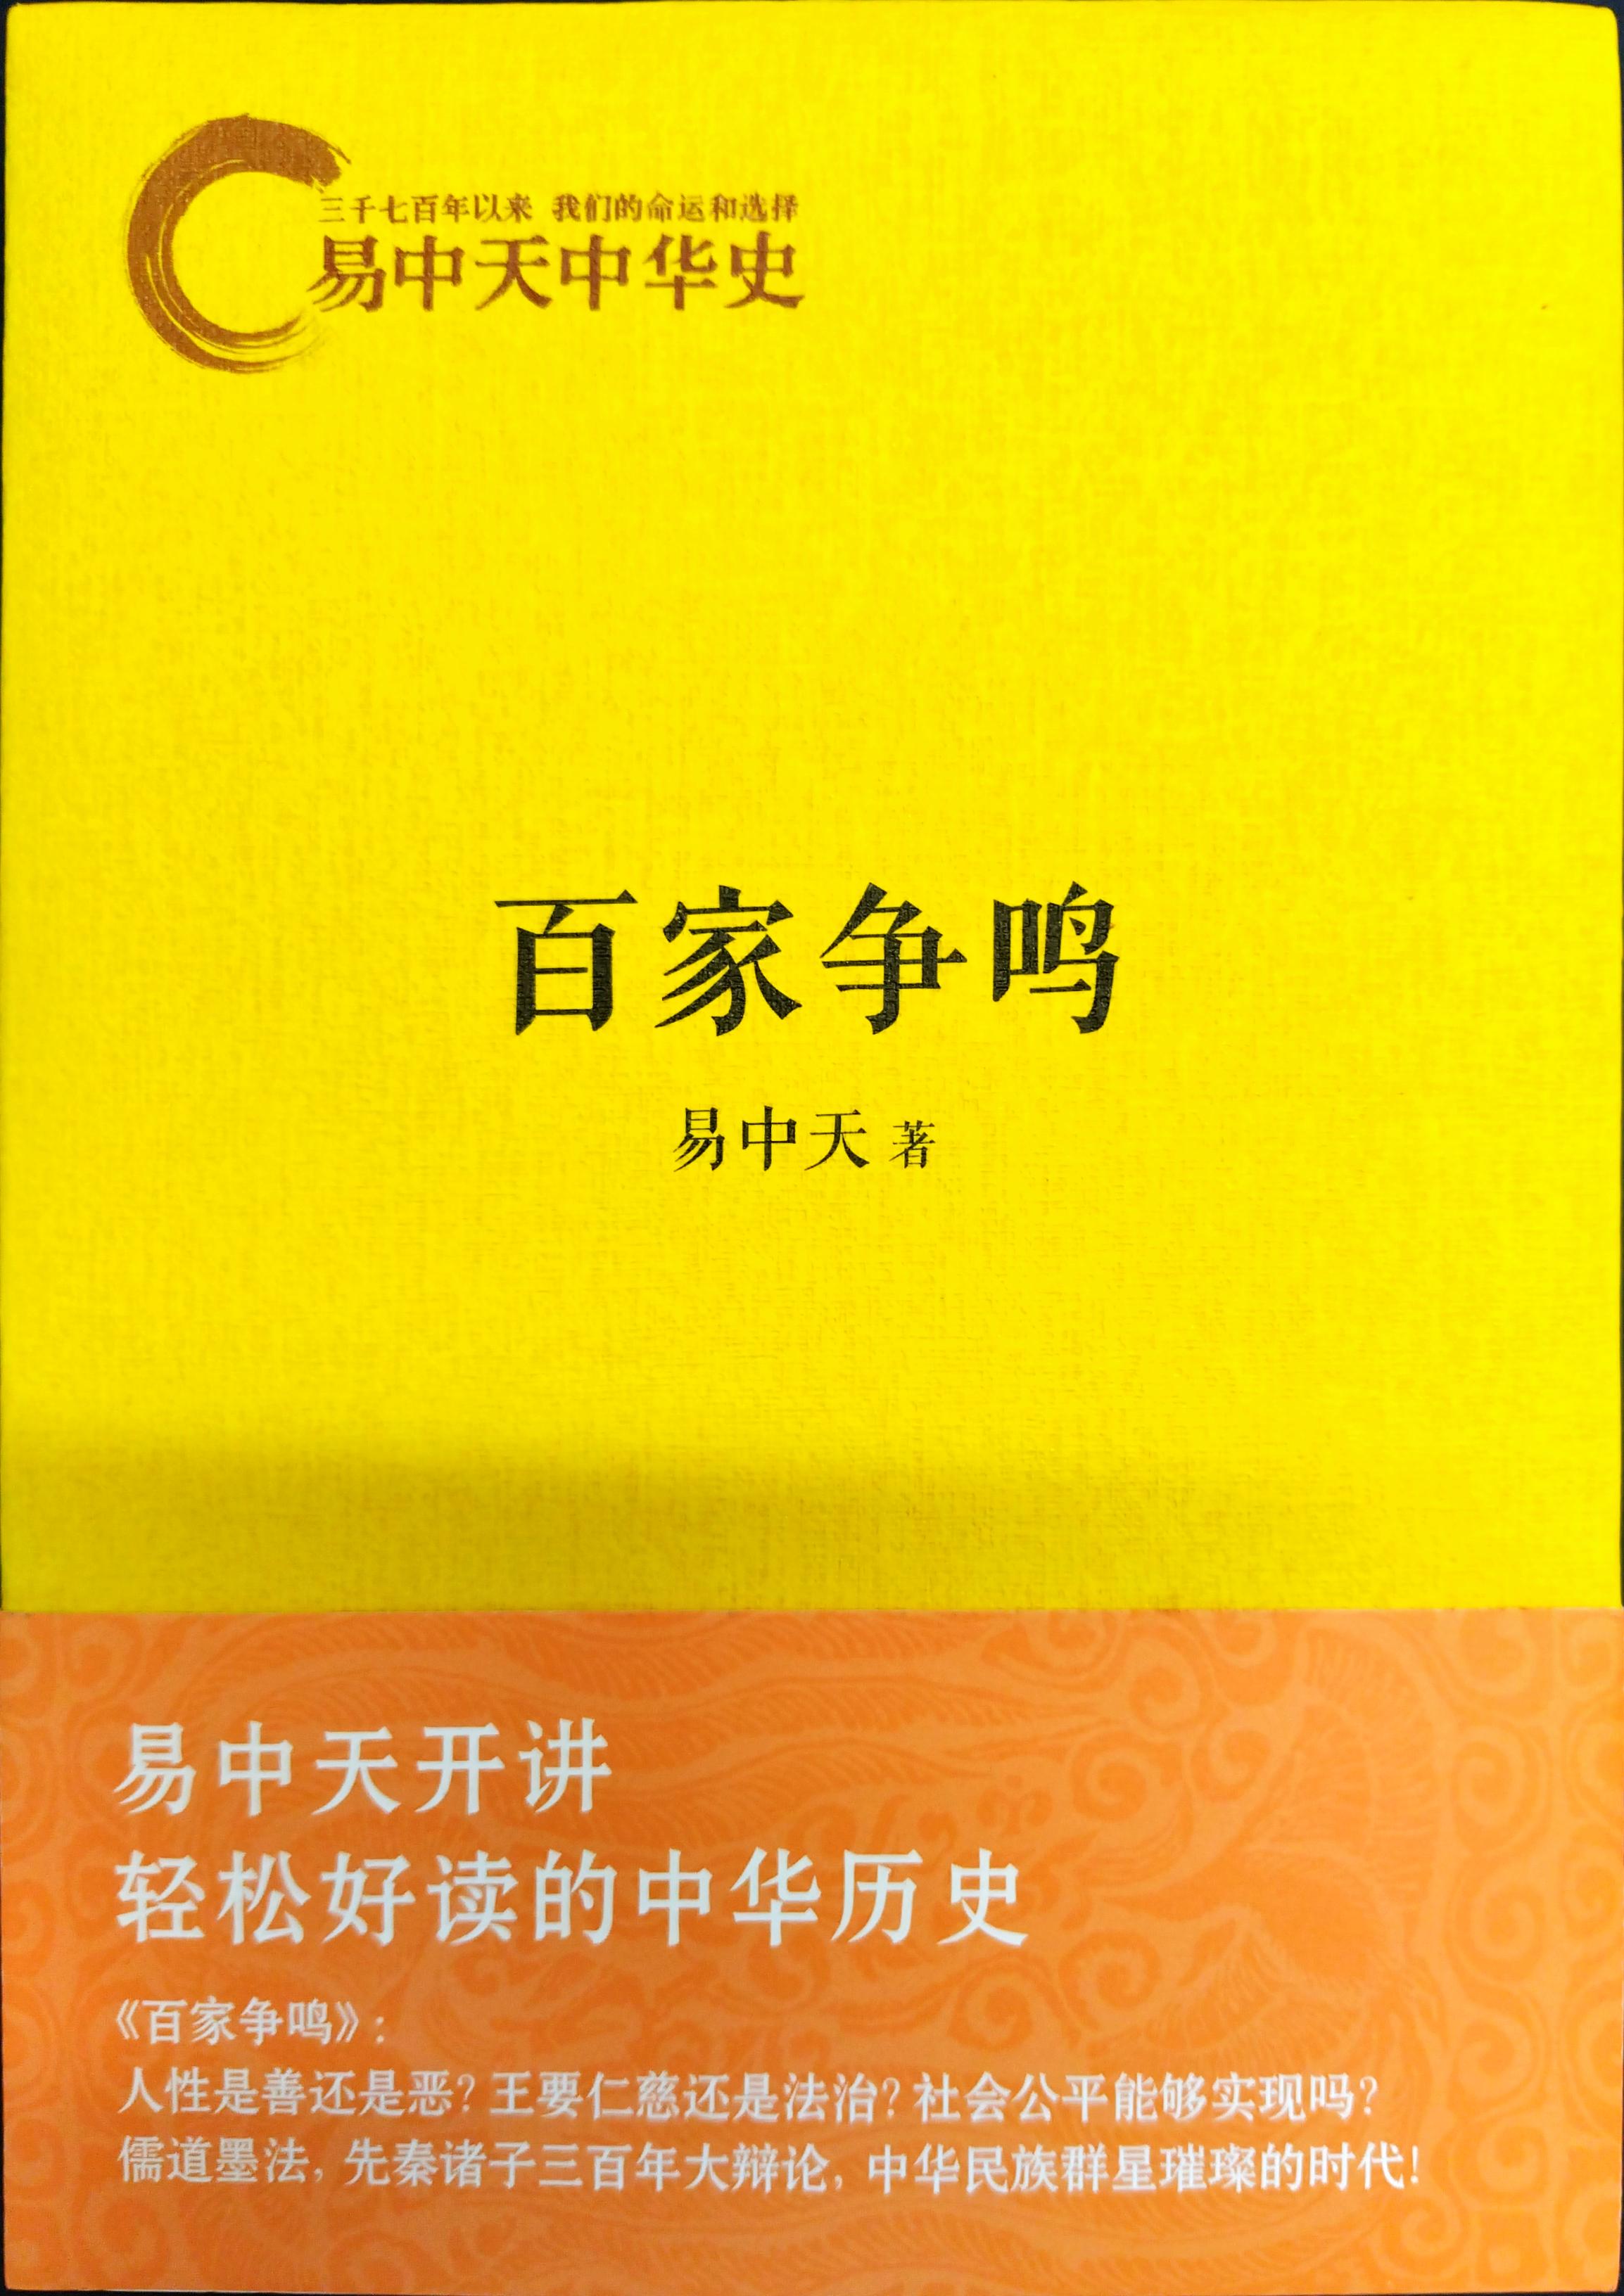 三千七百年以来 我们的命运和选择
易中天中华史
百家争鸣
易中天 著
易中天开讲
轻松好读的中华历史
《百家争鸣》:
人性是善还是恶?王要仁慈还是法治?社会公平能够实现吗?
儒道墨法,先秦诸子三百年大辩论,中华民族群星璀璨的时代!